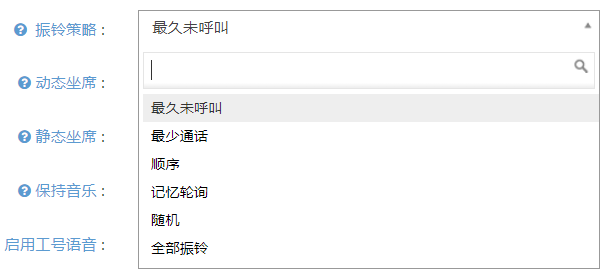 振铃策略：
最久未呼叫
动态坐席：
最久未呼叫
最少通话
静态坐席：
顺序
保持音乐：
记忆轮询
随机
启用工号语音：
全部振铃